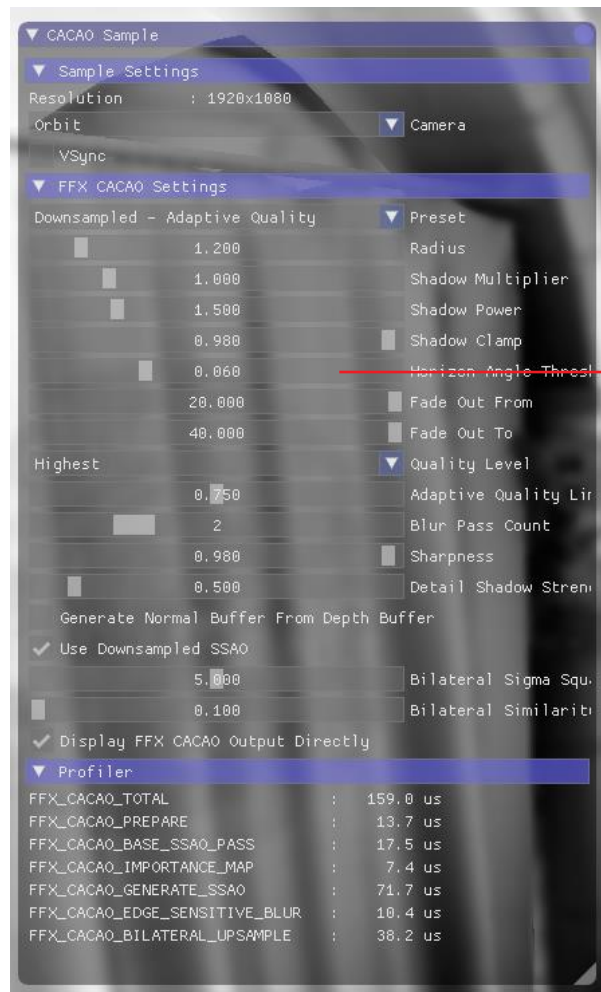 CACAO Sample
Sample Settings
Resolution : 1920x1080
Orbit Camera
VSync
FFX CACAO Settings
Downsampled - Adaptive Quality Preset
1.200 Radius
1.000 Shadow Multiplier
1.500 Shadow Power
0.980 Shadow Clamp
0.060 Horizon Angle Thresh
20.000 Fade Out From
40.000 Fade Out To
Highest Quality Level
0.750 Adaptive Quality Lim
2 Blur Pass Count
0.980 Sharpness
0.500 Detail Shadow Stren
Generate Normal Buffer From Depth Buffer
Use Downsampled SSAO
5.000 Bilateral Sigma Squ
0.100 Bilateral Similarit
Display FFX CACAO Output Directly
Profiler
FFX_CACAO_TOTAL : 159.0 us
FFX_CACAO_PREPARE : 13.7 us
FFX_CACAO_BASE_SSAO_PASS : 17.5 us
FFX_CACAO_IMPORTANCE_MAP : 7.4 us
FFX_CACAO_GENERATE_SSAO : 71.7 us
FFX_CACAO_EDGE_SENSITIVE_BLUR : 10.4 us
FFX_CACAO_BILATERAL_UPSAMPLE : 38.2 us